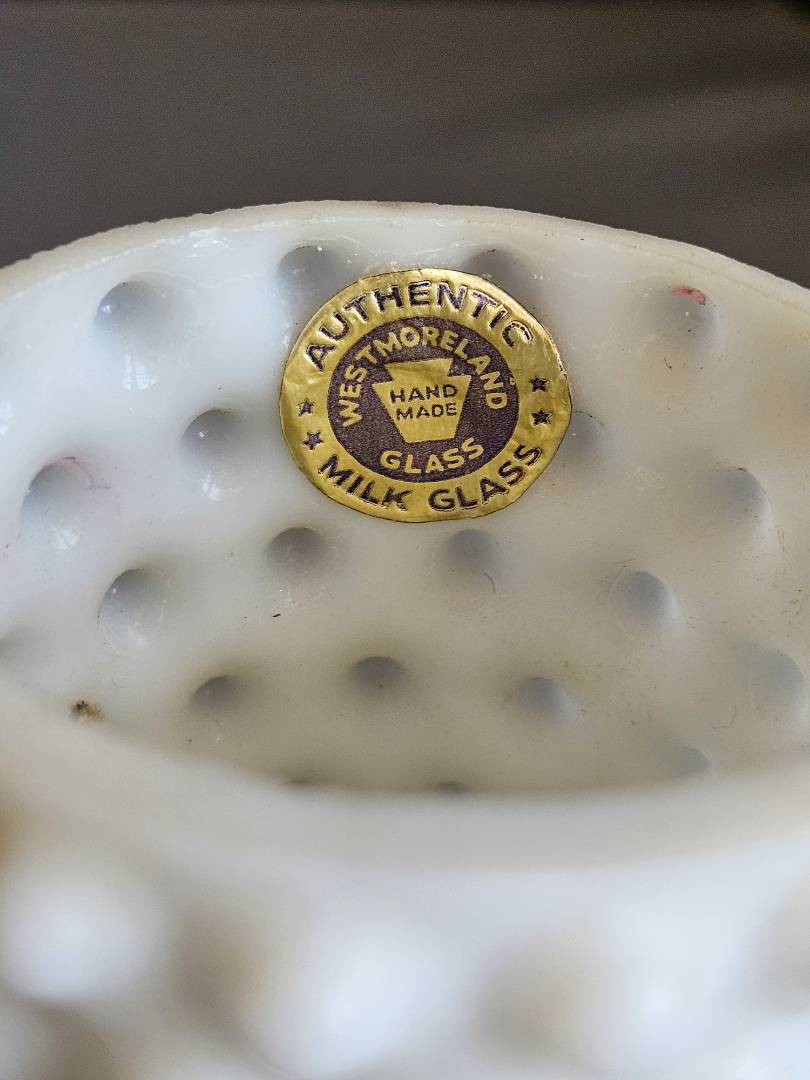 AUTHENTIC
WESTMORELAND
HAND
MADE
GLASS
MILK GLASS